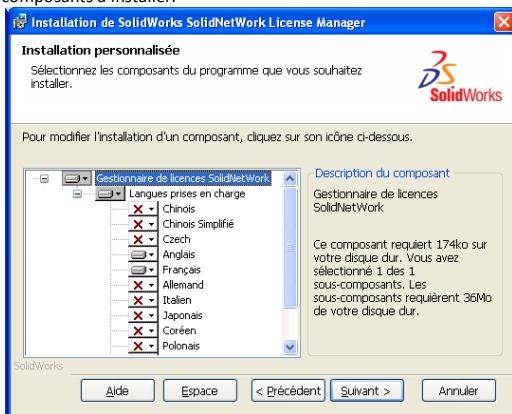 composants à installer.
Installation de SolidWorks SolidNetWork License Manager
Installation personnalisée
Sélectionnez les composants du programme que vous souhaitez
installer.
SolidWorks
Pour modifier l'installation d'un composant, cliquez sur son icône ci-dessous.
Gestionnaire de licences SolidNetWork
Langues prises en charge
Chinois
Chinois Simplifié
Czech
Anglais
Français
Allemand
Italien
Japonais
Coréen
Polonais
Description du composant
Gestionnaire de licences
SolidNetWork
Ce composant requiert 174ko sur
votre disque dur. Vous avez
sélectionné 1 des 1
sous-composants. Les
sous-composants requièrent 36Mo
de votre disque dur.
SolidWorks
Aide
Espace
< Précédent
Suivant >
Annuler